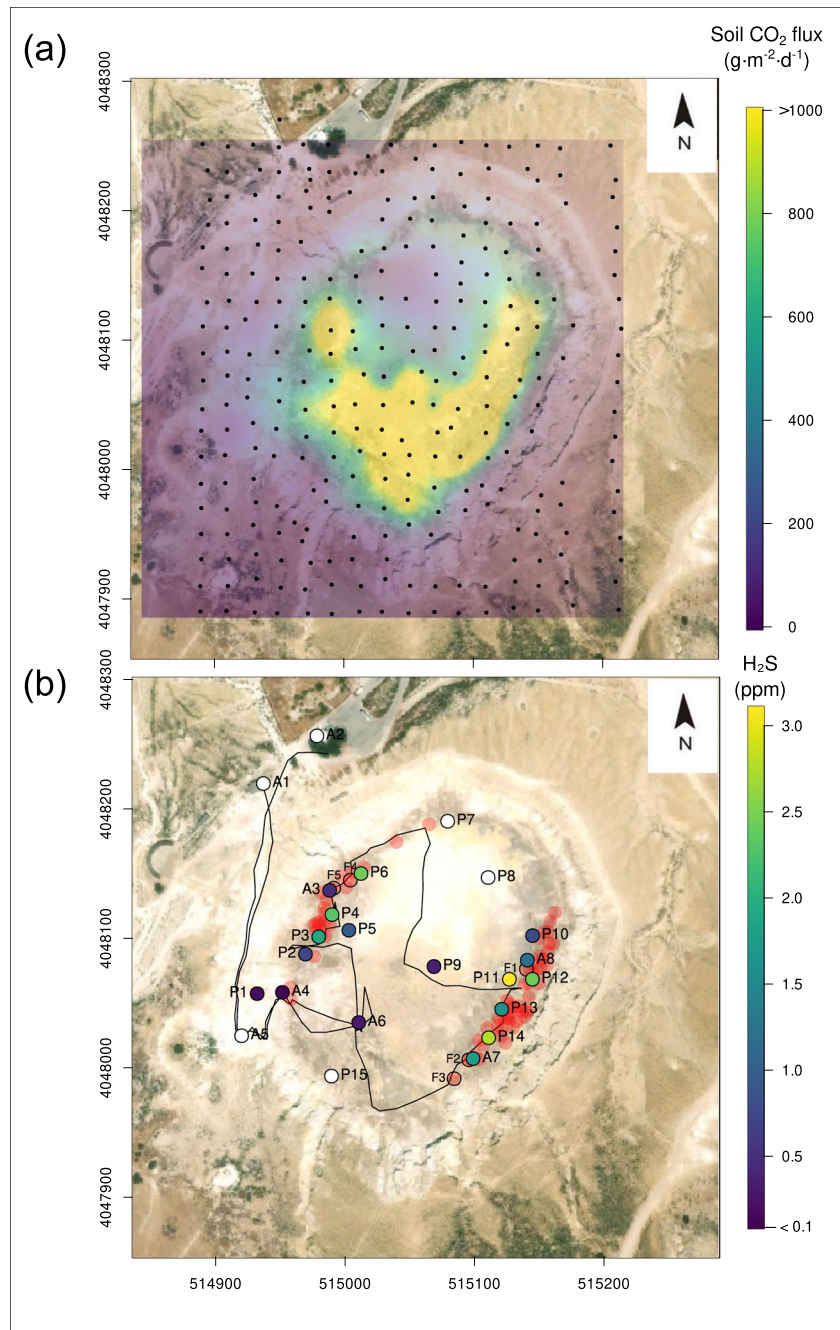 (a)
Soil CO₂ flux
(g·m⁻²·d⁻¹)
4048300
4048200
4048100
4048000
4047900
N
>1000
800
600
400
200
0
(b)
H₂S
(ppm)
4048300
4048200
4048100
4048000
4047900
N
3.0
2.5
2.0
1.5
1.0
0.5
< 0.1
A2
A1
P7
F4
F5
P6
P8
A3
P4
P5
P3
P10
P2
A8
P9
F1
P11
P12
P1
A4
P13
A6
A5
P14
F2
A7
F3
P15
514900
515000
515100
515200